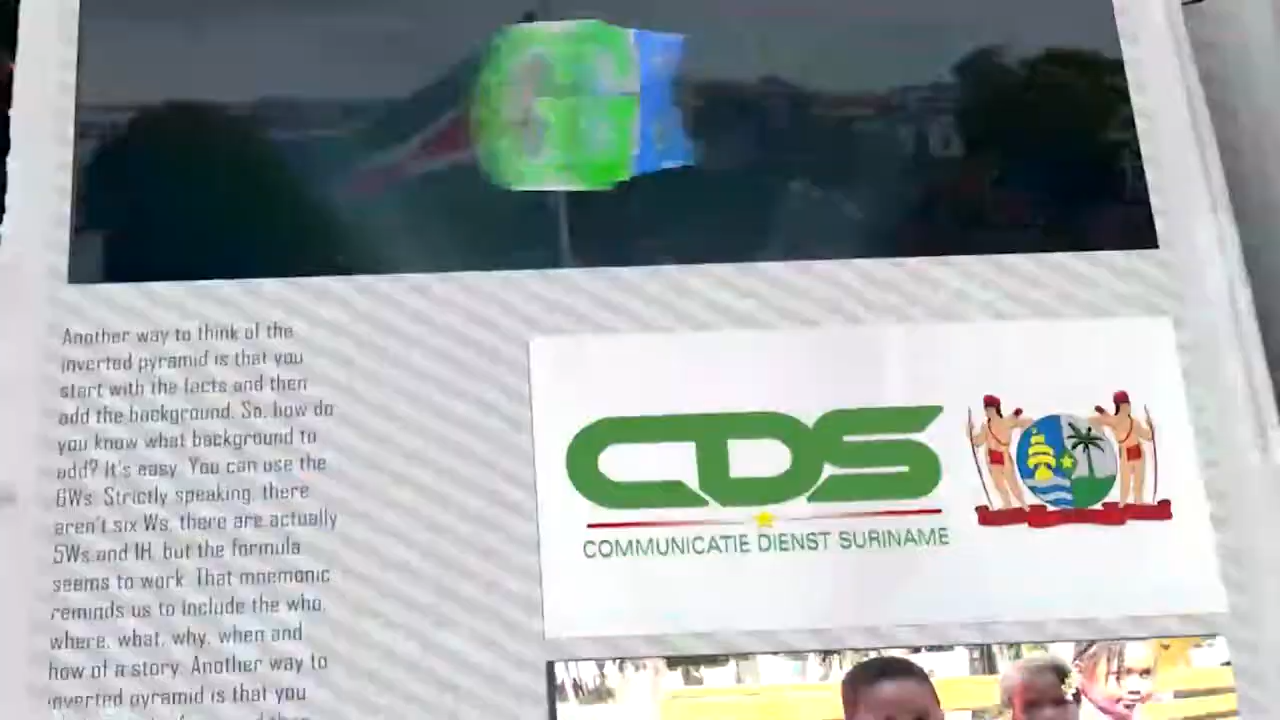 Another way to think of the
inverted pyramid is that you
start with the facts and then
add the background. So, how do
you know what background to
add? It's easy. You can use the
6Ws. Strictly speaking, there
aren't six Ws, there are actually
5Ws and 1H, but the formula
seems to work. That mnemonic
reminds us to include the who,
where, what, why, when and
how of a story. Another way to
inverted pyramid is that you
CDS
COMMUNICATIE DIENST SURINAME